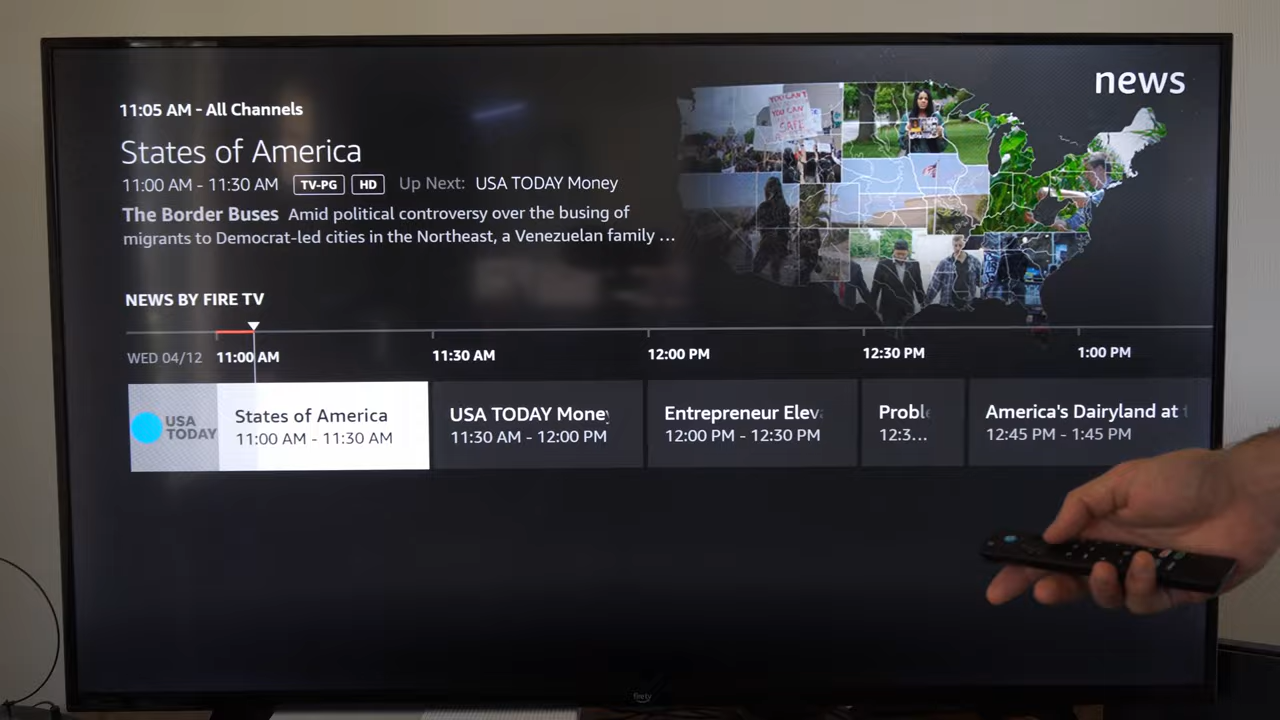 news
11:05 AM - All Channels
States of America
11:00 AM - 11:30 AM TV-PG HD Up Next: USA TODAY Money
The Border Buses Amid political controversy over the busing of
migrants to Democrat-led cities in the Northeast, a Venezuelan family ...
YOU CAN'T
YOU CAN
SAFE
NEWS BY FIRE TV
WED 04/12 11:00 AM 11:30 AM 12:00 PM 12:30 PM 1:00 PM
USA
TODAY
States of America
11:00 AM - 11:30 AM
USA TODAY Money
11:30 AM - 12:00 PM
Entrepreneur Elev
12:00 PM - 12:30 PM
Proble
12:3...
America's Dairyland at
12:45 PM - 1:45 PM
firetv